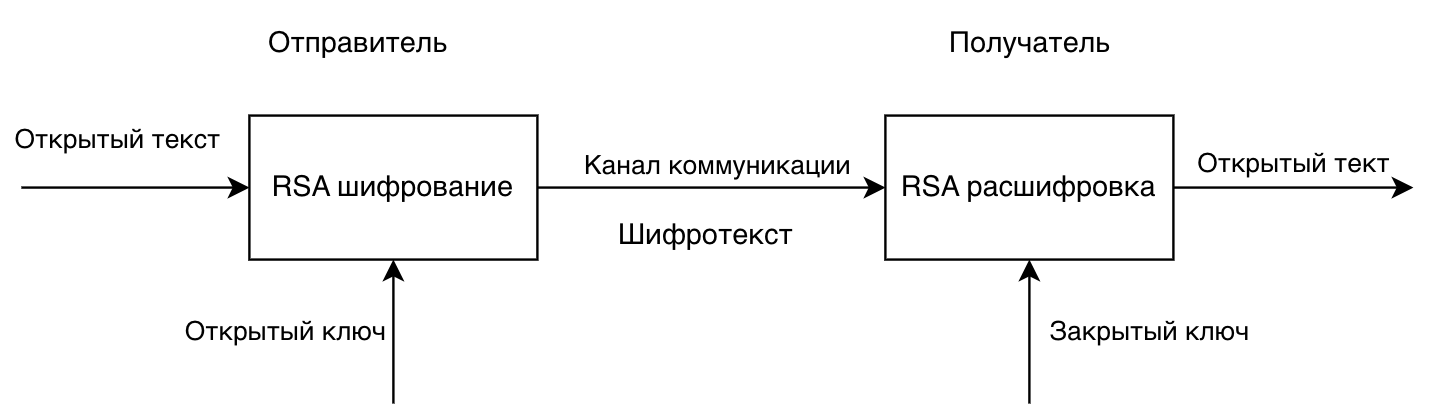 Отправитель
Получатель
Открытый текст
RSA шифрование
Канал коммуникации
Шифротекст
RSA расшифровка
Открытый тект
Открытый ключ
Закрытый ключ